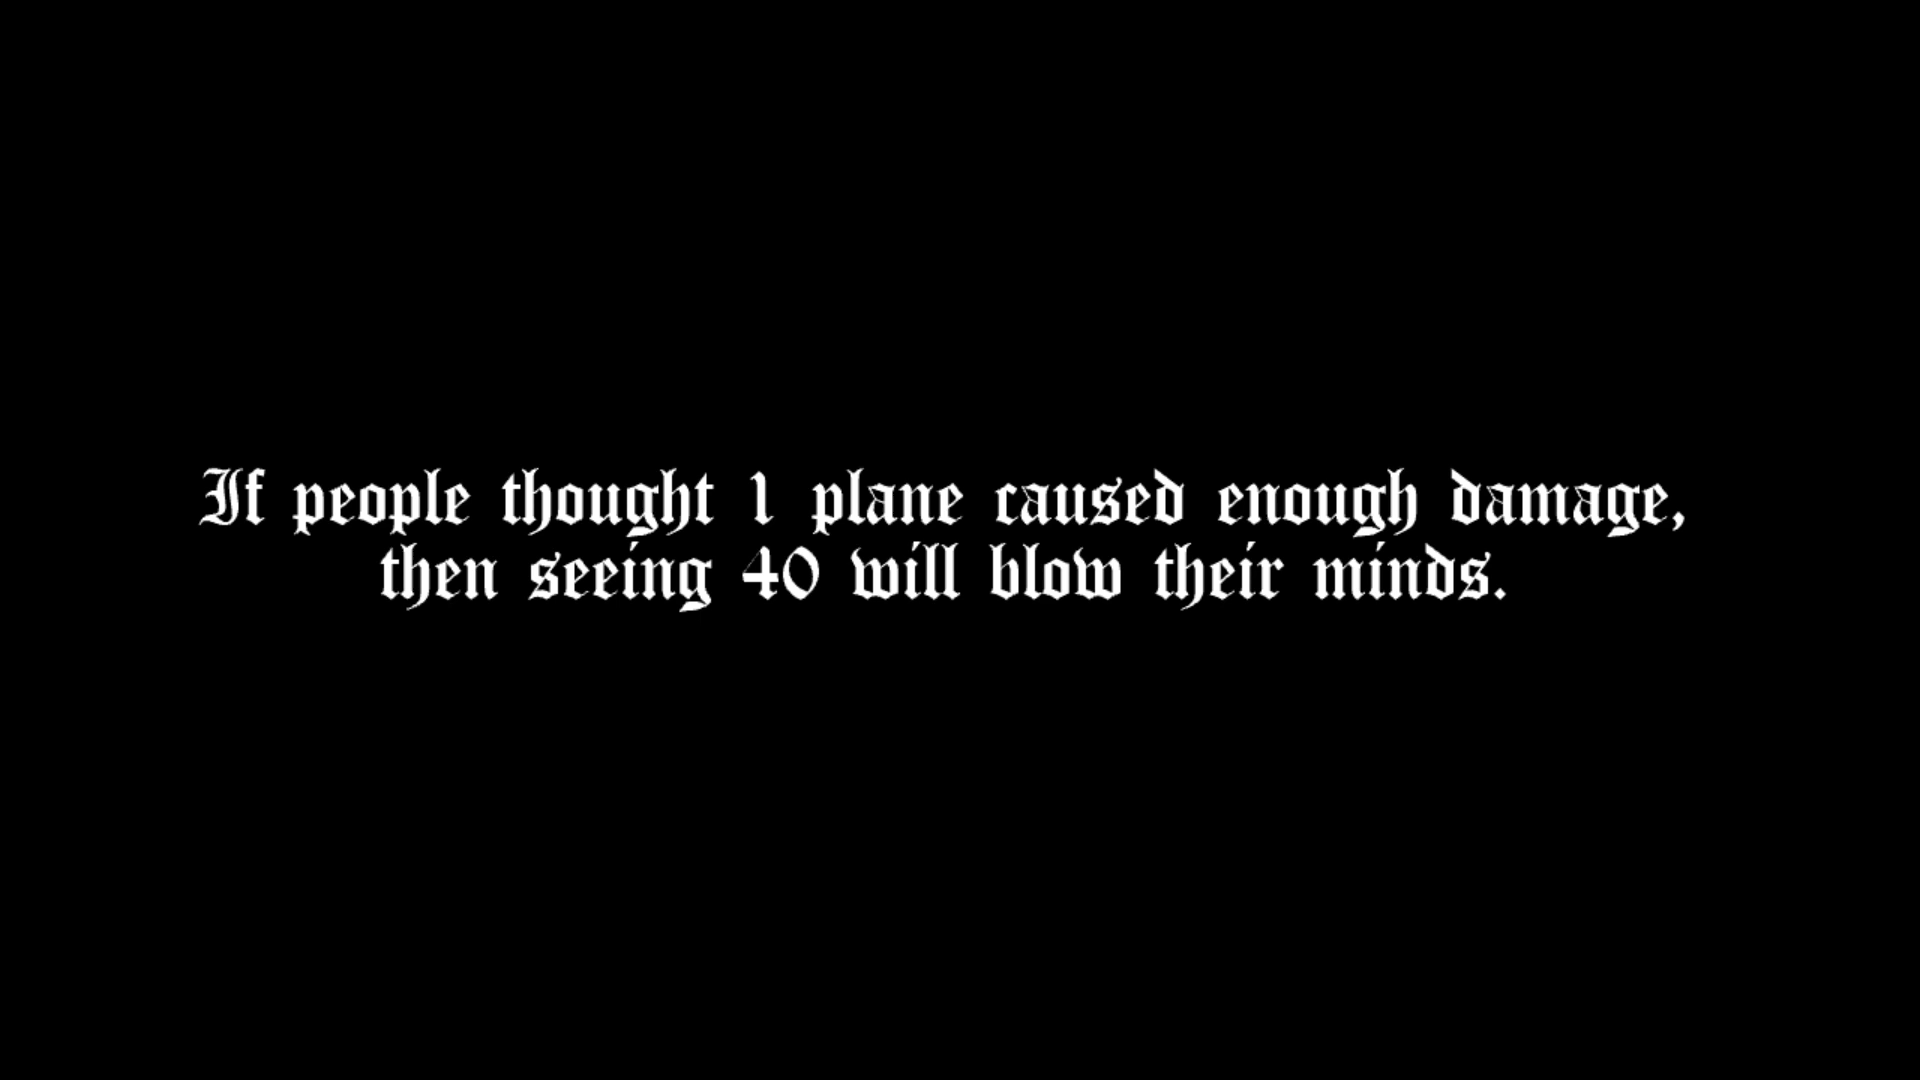 If people thought 1 plane caused enough damage,
then seeing 40 will blow their minds.